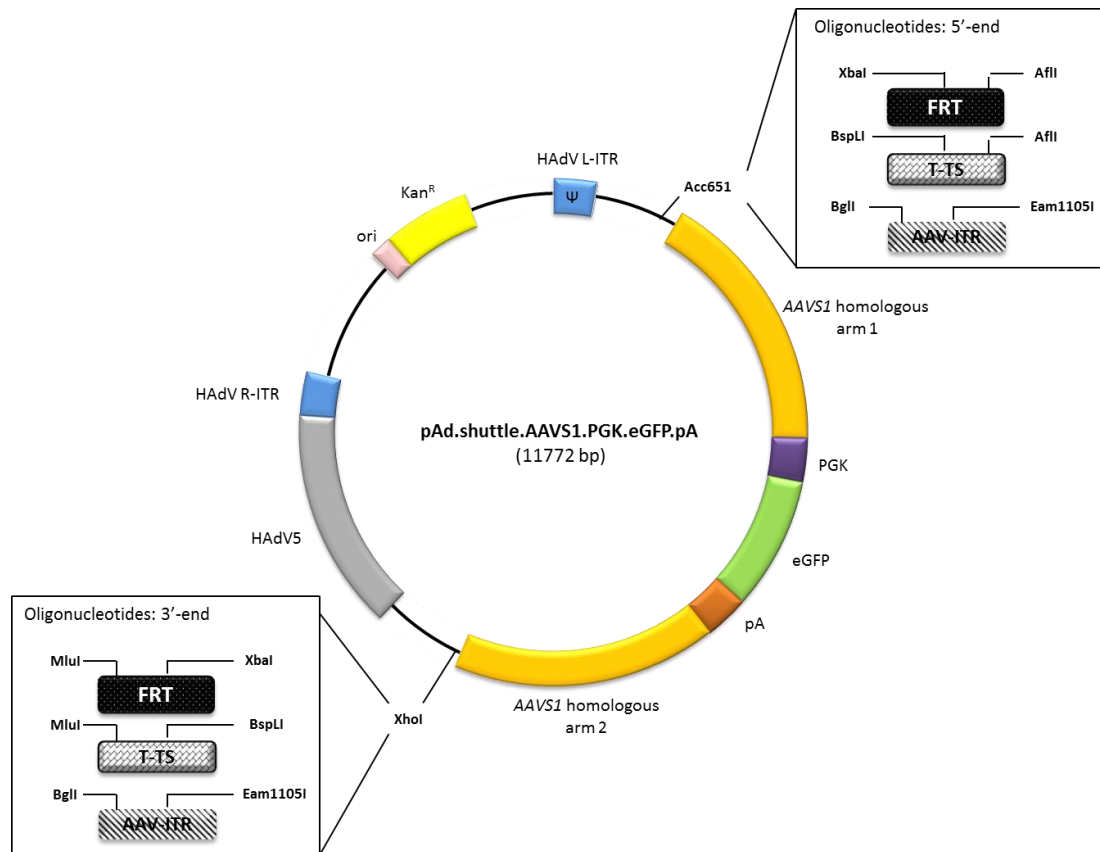 Oligonucleotides: 5’-end
XbaI
AflI
FRT
BspLI
AflI
T-TS
BglI
Eam1105I
AAV-ITR
HAdV L-ITR
Ψ
Acc651
KanR
ori
AAVS1 homologous
arm 1
HAdV R-ITR
pAd.shuttle.AAVS1.PGK.eGFP.pA
(11772 bp)
PGK
HAdV5
eGFP
pA
AAVS1 homologous
arm 2
XhoI
Oligonucleotides: 3’-end
MluI
XbaI
FRT
MluI
BspLI
T-TS
BglI
Eam1105I
AAV-ITR